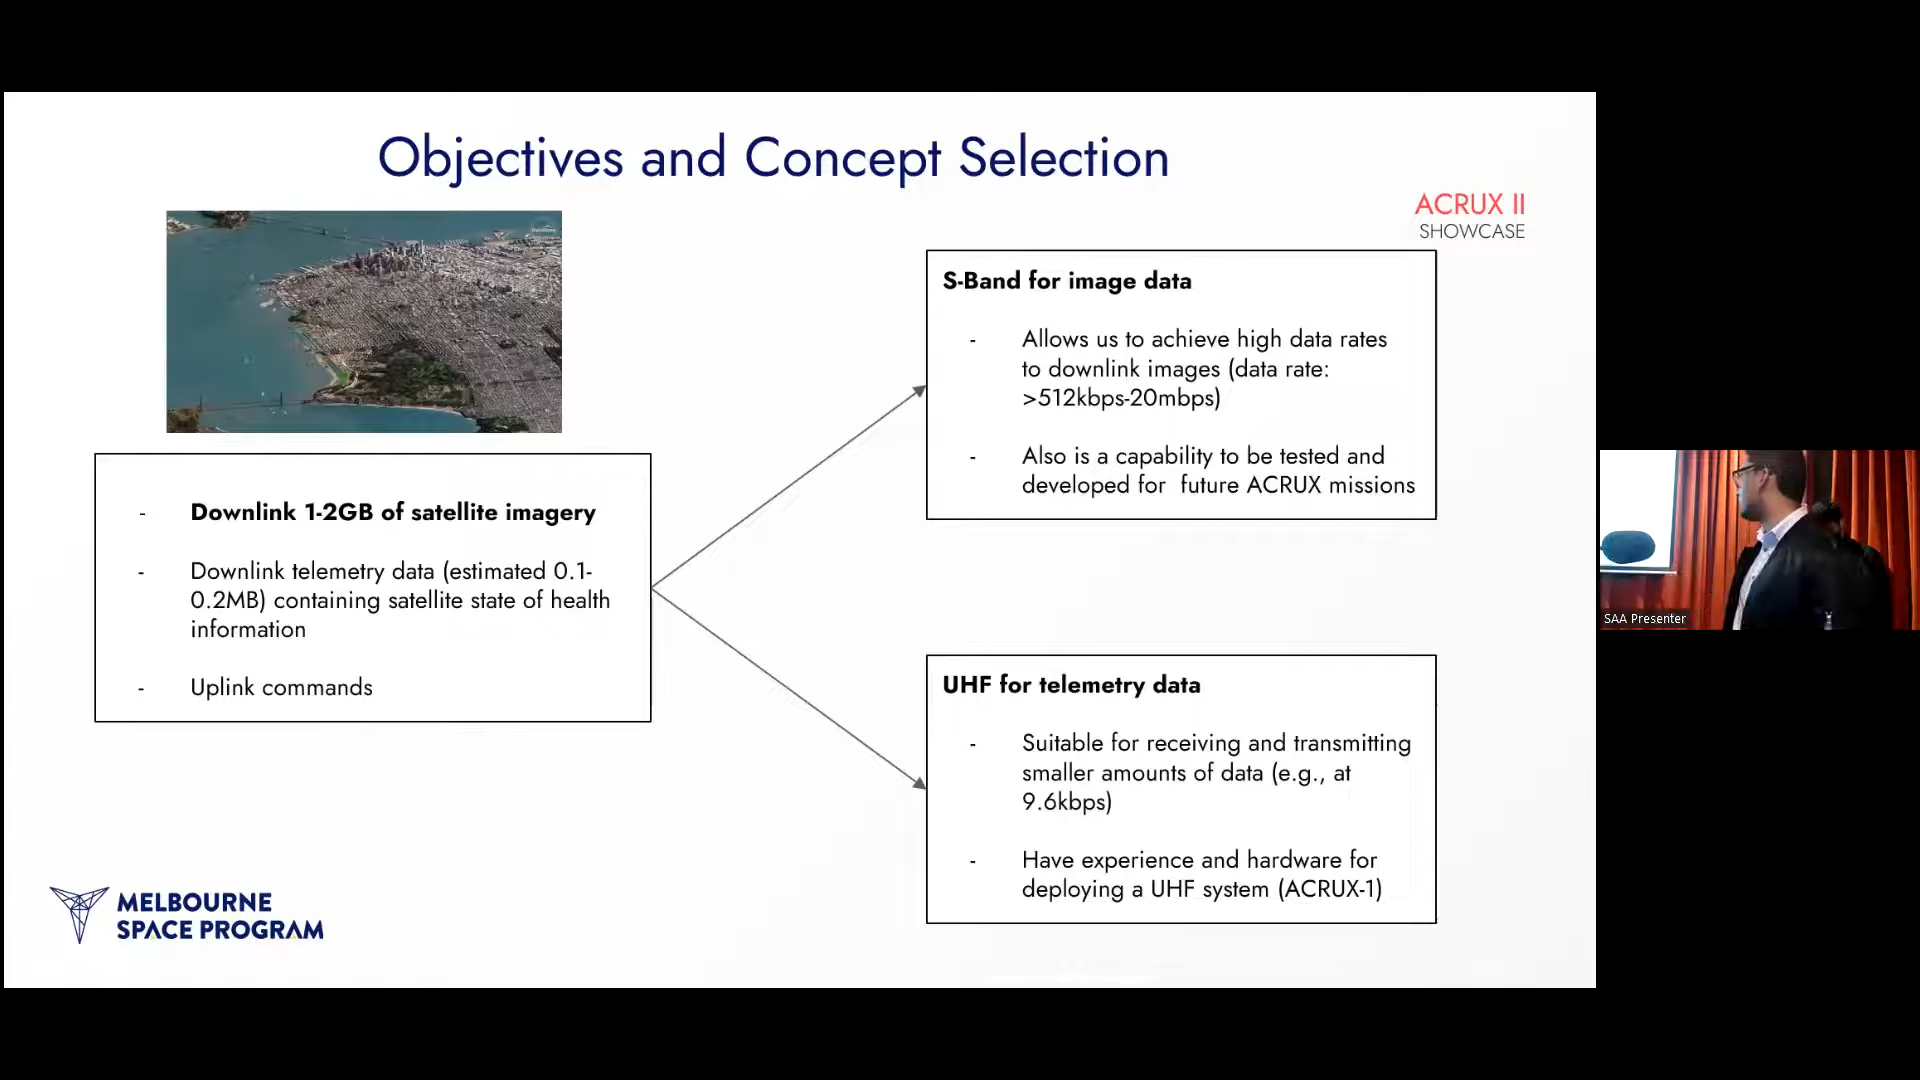 Objectives and Concept Selection
ACRUX II
SHOWCASE
- Downlink 1-2GB of satellite imagery
- Downlink telemetry data (estimated 0.1-
0.2MB) containing satellite state of health
information
- Uplink commands
S-Band for image data
- Allows us to achieve high data rates
to downlink images (data rate:
>512kbps-20mbps)
- Also is a capability to be tested and
developed for future ACRUX missions
UHF for telemetry data
- Suitable for receiving and transmitting
smaller amounts of data (e.g., at
9.6kbps)
- Have experience and hardware for
deploying a UHF system (ACRUX-1)
MELBOURNE
SPACE PROGRAM
SAA Presenter